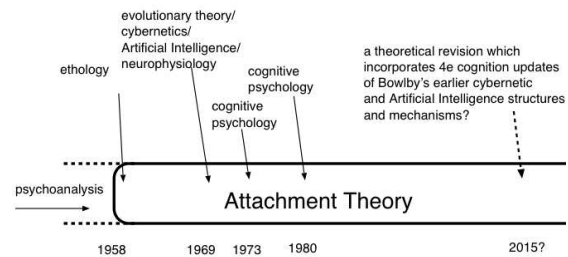 evolutionary theory/
cybernetics/
Artificial Intelligence/
neurophysiology
ethology
cognitive
psychology
cognitive
psychology
a theoretical revision which
incorporates 4e cognition updates
of Bowlby's earlier cybernetic
and Artificial Intelligence structures
and mechanisms?
psychoanalysis
Attachment Theory
1958
1969
1973
1980
2015?